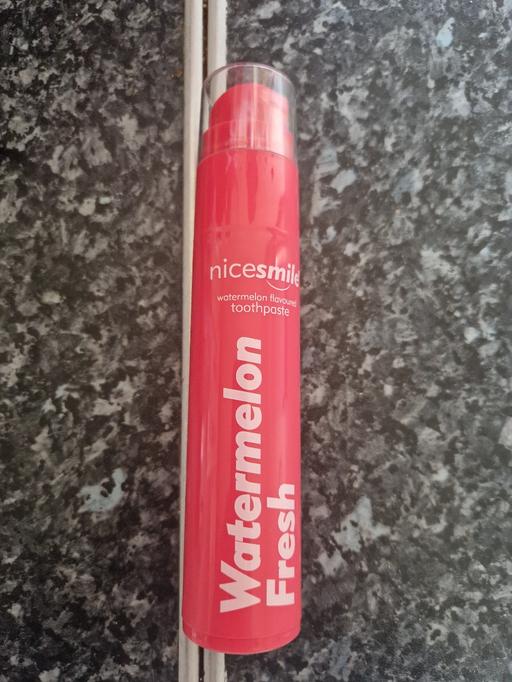 nicesmile
watermelon flavoured
toothpaste
Watermelon
Fresh